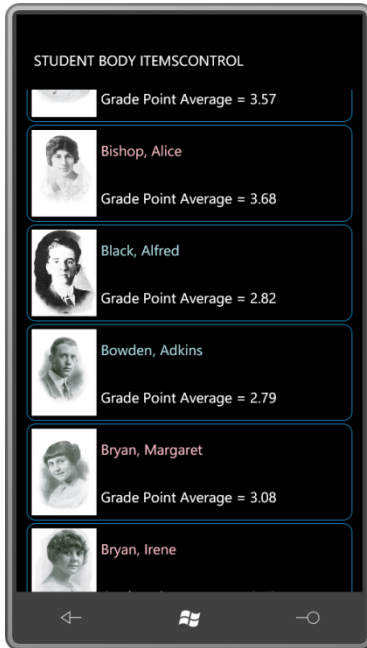 STUDENT BODY ITEMSCONTROL
Grade Point Average = 3.57
Bishop, Alice
Grade Point Average = 3.68
Black, Alfred
Grade Point Average = 2.82
Bowden, Adkins
Grade Point Average = 2.79
Bryan, Margaret
Grade Point Average = 3.08
Bryan, Irene